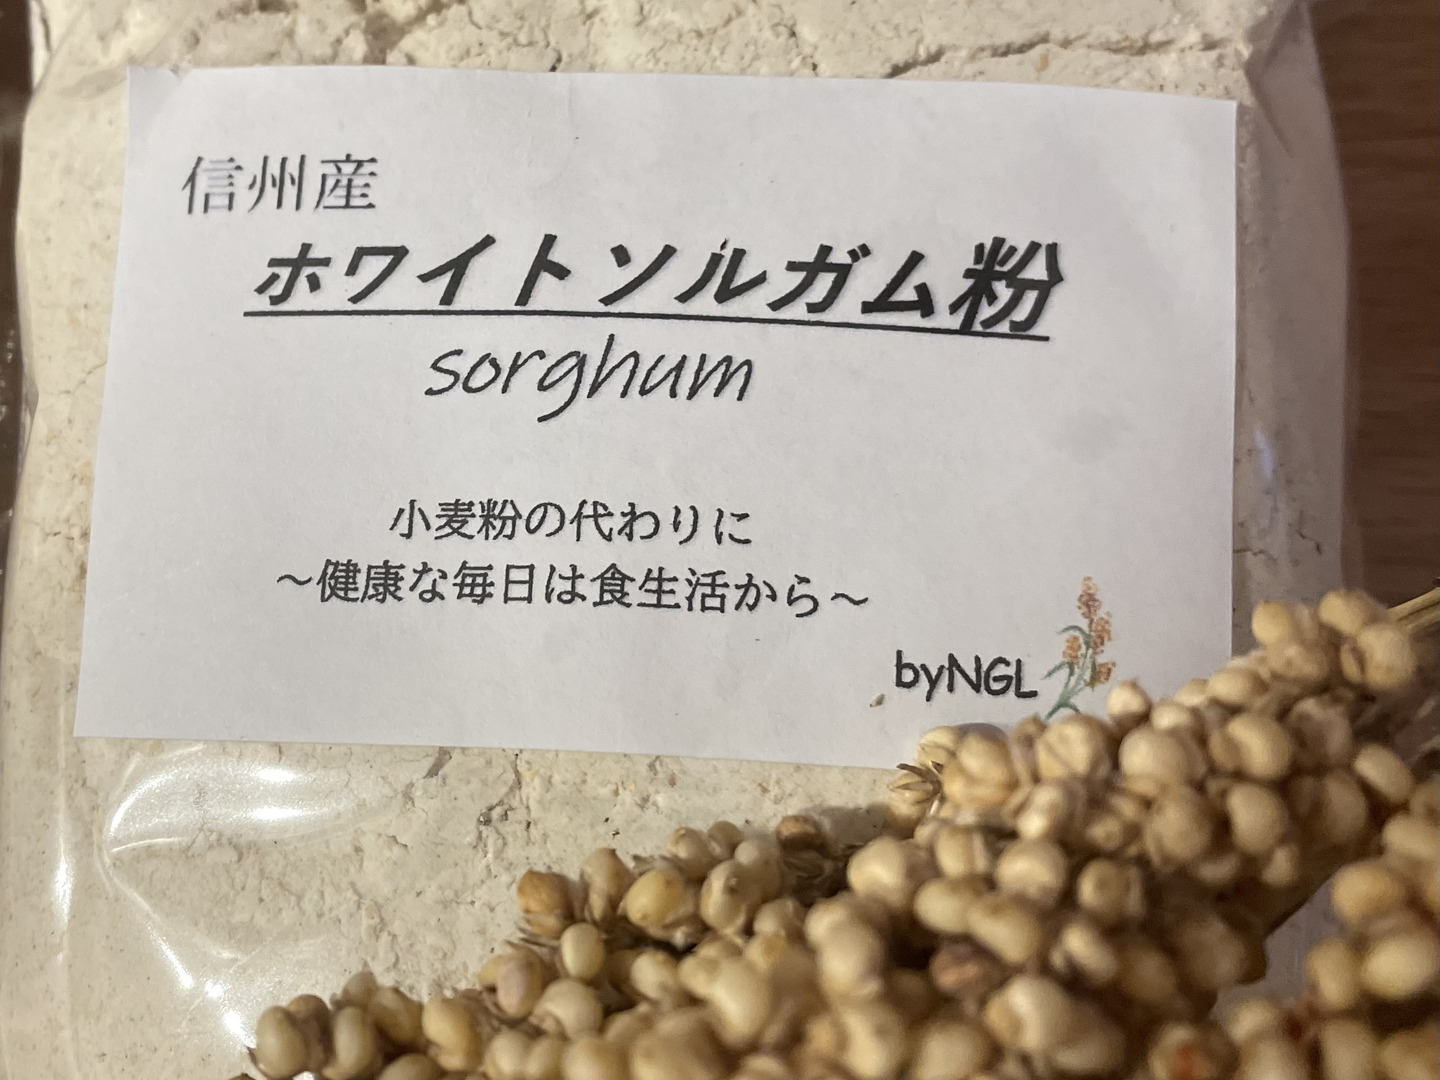 信州産
ホワイトソルガム粉
sorghum
小麦粉の代わりに
～健康な毎日は食生活から～
byNGL